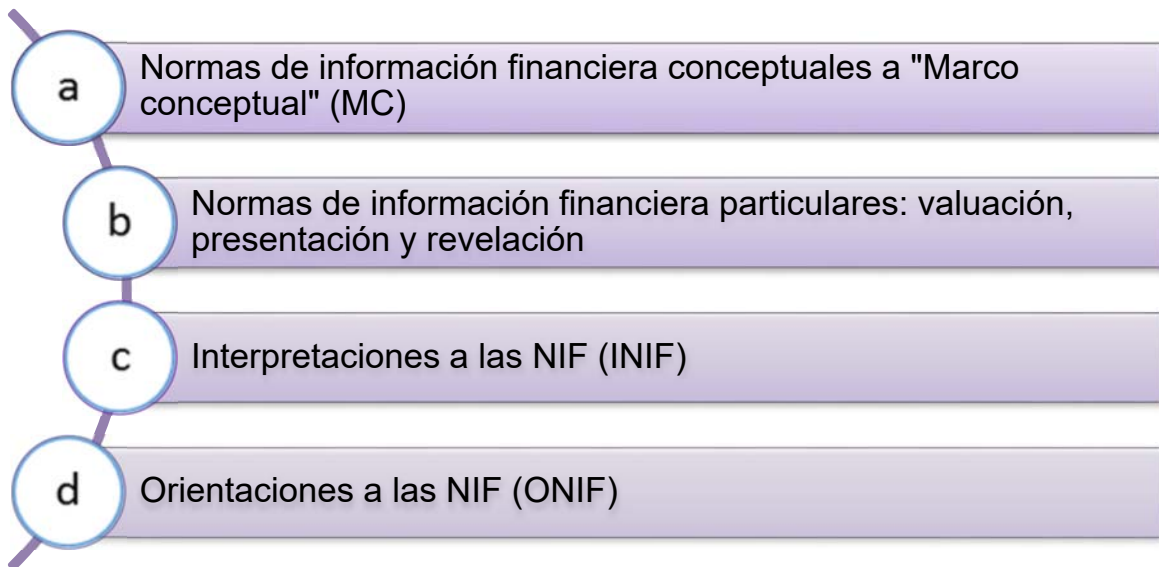 a
Normas de información financiera conceptuales a "Marco
conceptual" (MC)
b
Normas de información financiera particulares: valuación,
presentación y revelación
c
Interpretaciones a las NIF (INIF)
d
Orientaciones a las NIF (ONIF)